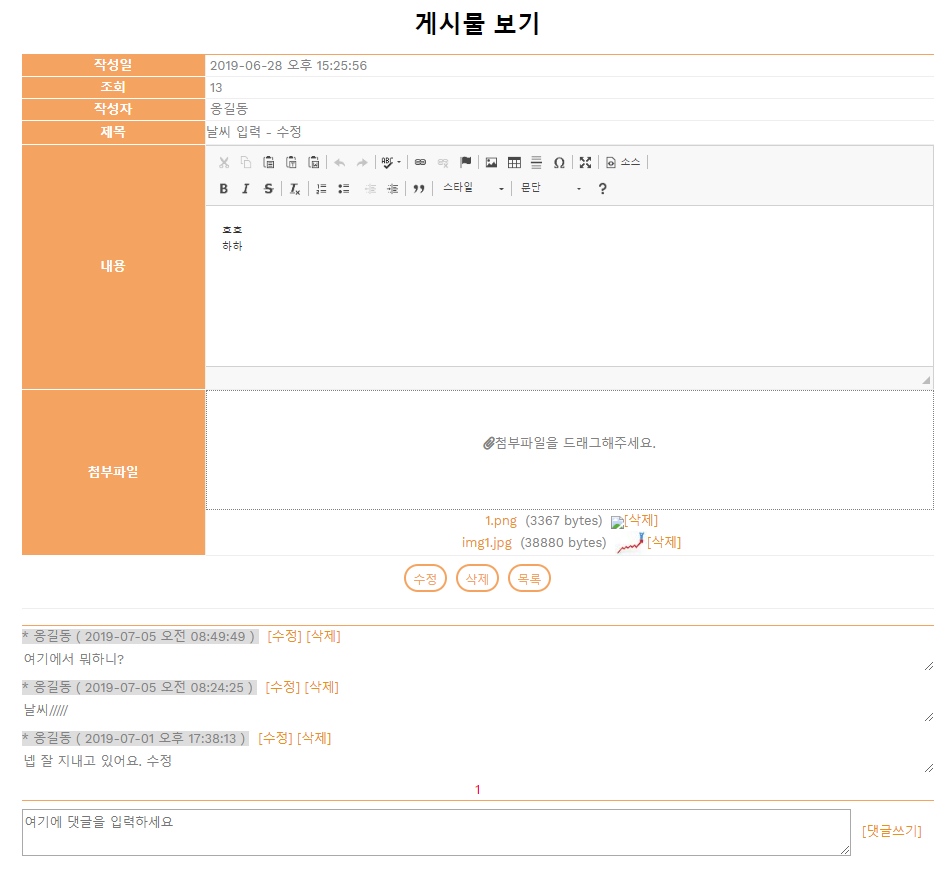 게시물 보기
작성일 2019-06-28 오후 15:25:56
조회 13
작성자 옹길동
제목 날씨 입력 - 수정
소스
B I S Tx 스타일 문단 ?
내용
흐흐
하하
첨부파일
첨부파일을 드래그해주세요.
1.png (3367 bytes) [삭제]
img1.jpg (38880 bytes) [삭제]
수정 삭제 목록
* 옹길동 ( 2019-07-05 오전 08:49:49 ) [수정] [삭제]
여기에서 뭐하니?
* 옹길동 ( 2019-07-05 오전 08:24:25 ) [수정] [삭제]
날씨/////
* 옹길동 ( 2019-07-01 오후 17:38:13 ) [수정] [삭제]
넵 잘 지내고 있어요. 수정
1
여기에 댓글을 입력하세요 [댓글쓰기]